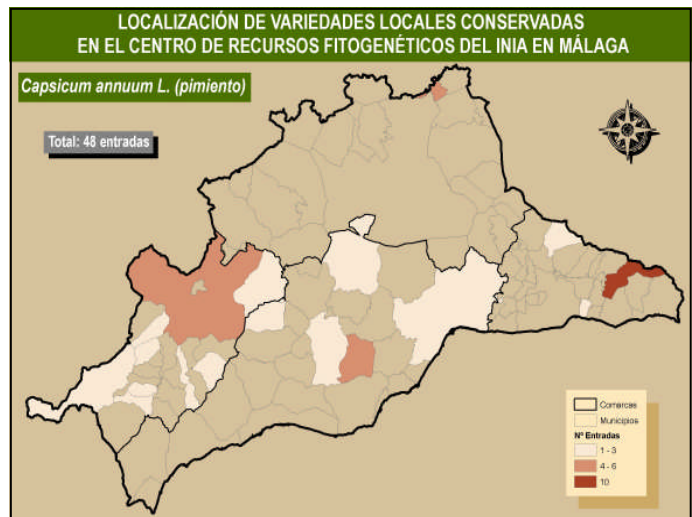 LOCALIZACIÓN DE VARIEDADES LOCALES CONSERVADAS
EN EL CENTRO DE RECURSOS FITOGENÉTICOS DEL INIA EN MÁLAGA
Capsicum annuum L. (pimiento)
Total: 48 entradas
Comarcas
Municipios
Nº Entradas
1 - 3
4 - 6
10